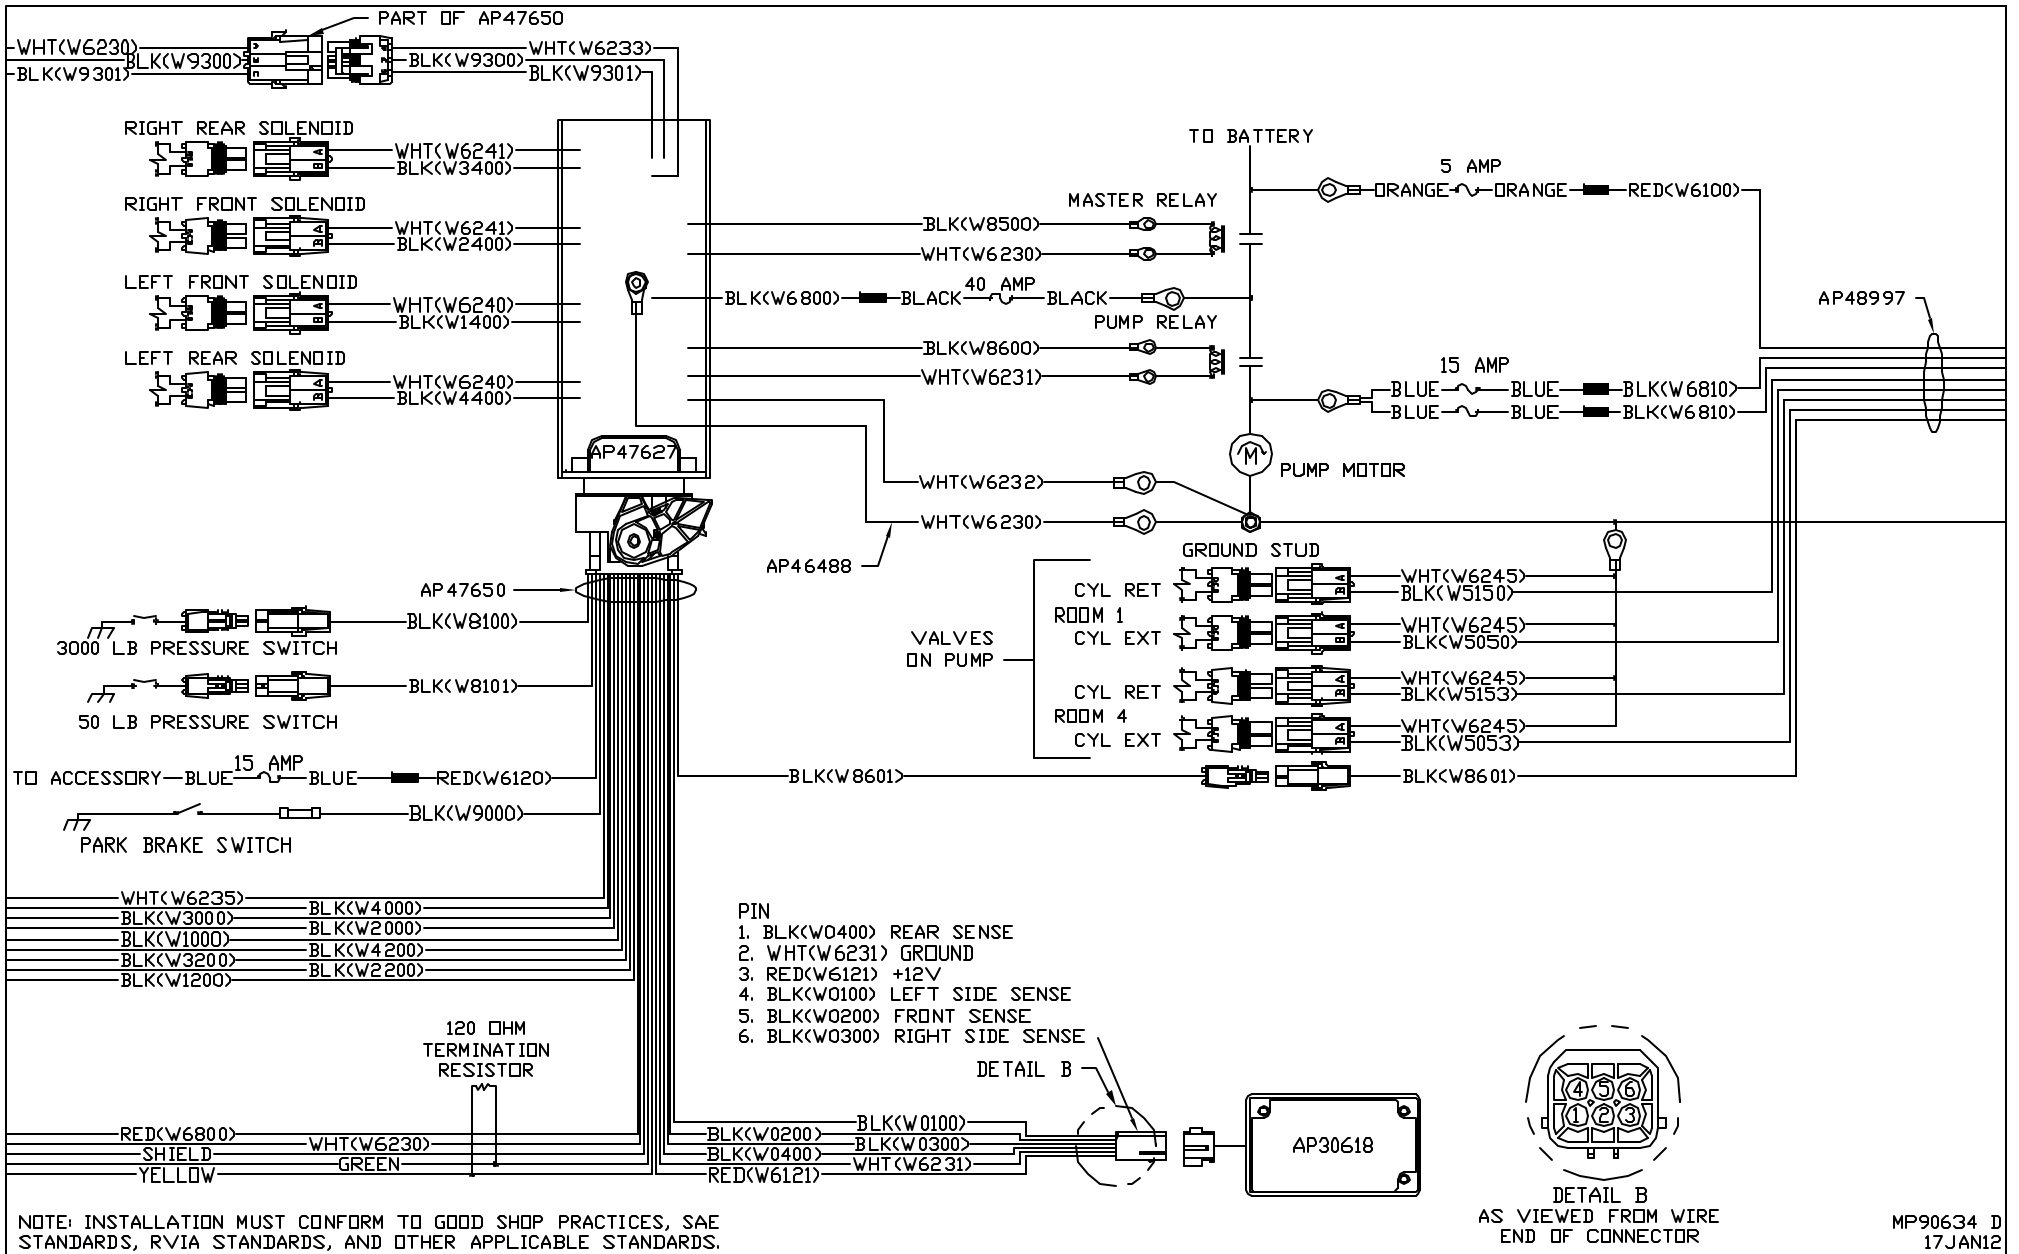 PART OF AP47650
WHT(W6230)
BLK(W9300)
BLK(W9301)
WHT(W6233)
BLK(W9300)
BLK(W9301)
RIGHT REAR SOLENOID
A
B
WHT(W6241)
BLK(W3400)
RIGHT FRONT SOLENOID
A
B
WHT(W6241)
BLK(W2400)
LEFT FRONT SOLENOID
A
B
WHT(W6240)
BLK(W1400)
LEFT REAR SOLENOID
A
B
WHT(W6240)
BLK(W4400)
AP47627
TO BATTERY
MASTER RELAY
BLK(W8500)
WHT(W6230)
BLK(W6800) BLACK 40 AMP BLACK
PUMP RELAY
BLK(W8600)
WHT(W6231)
5 AMP
ORANGE ORANGE RED(W6100)
AP48997
15 AMP
BLUE BLUE BLK(W6810)
BLUE BLUE BLK(W6810)
M
PUMP MOTOR
WHT(W6232)
WHT(W6230)
AP46488
GROUND STUD
AP47650
3000 LB PRESSURE SWITCH
BLK(W8100)
50 LB PRESSURE SWITCH
BLK(W8101)
TO ACCESSORY BLUE 15 AMP BLUE RED(W6120)
BLK(W9000)
PARK BRAKE SWITCH
VALVES
ON PUMP
CYL RET
ROOM 1
CYL EXT
CYL RET
ROOM 4
CYL EXT
A
B
WHT(W6245)
BLK(W5150)
A
B
WHT(W6245)
BLK(W5050)
A
B
WHT(W6245)
BLK(W5153)
A
B
WHT(W6245)
BLK(W5053)
BLK(W8601)
BLK(W8601)
WHT(W6235)
BLK(W4000)
BLK(W3000)
BLK(W2000)
BLK(W1000)
BLK(W4200)
BLK(W3200)
BLK(W2200)
BLK(W1200)
PIN
1. BLK(W0400) REAR SENSE
2. WHT(W6231) GROUND
3. RED(W6121) +12V
4. BLK(W0100) LEFT SIDE SENSE
5. BLK(W0200) FRONT SENSE
6. BLK(W0300) RIGHT SIDE SENSE
DETAIL B
120 OHM
TERMINATION
RESISTOR
RED(W6800)
WHT(W6230)
SHIELD
GREEN
YELLOW
BLK(W0100)
BLK(W0200)
BLK(W0300)
BLK(W0400)
WHT(W6231)
RED(W6121)
AP30618
4 5 6
1 2 3
DETAIL B
AS VIEWED FROM WIRE
END OF CONNECTOR
NOTE: INSTALLATION MUST CONFORM TO GOOD SHOP PRACTICES, SAE
STANDARDS, RVIA STANDARDS, AND OTHER APPLICABLE STANDARDS.
MP90634 D
17JAN12